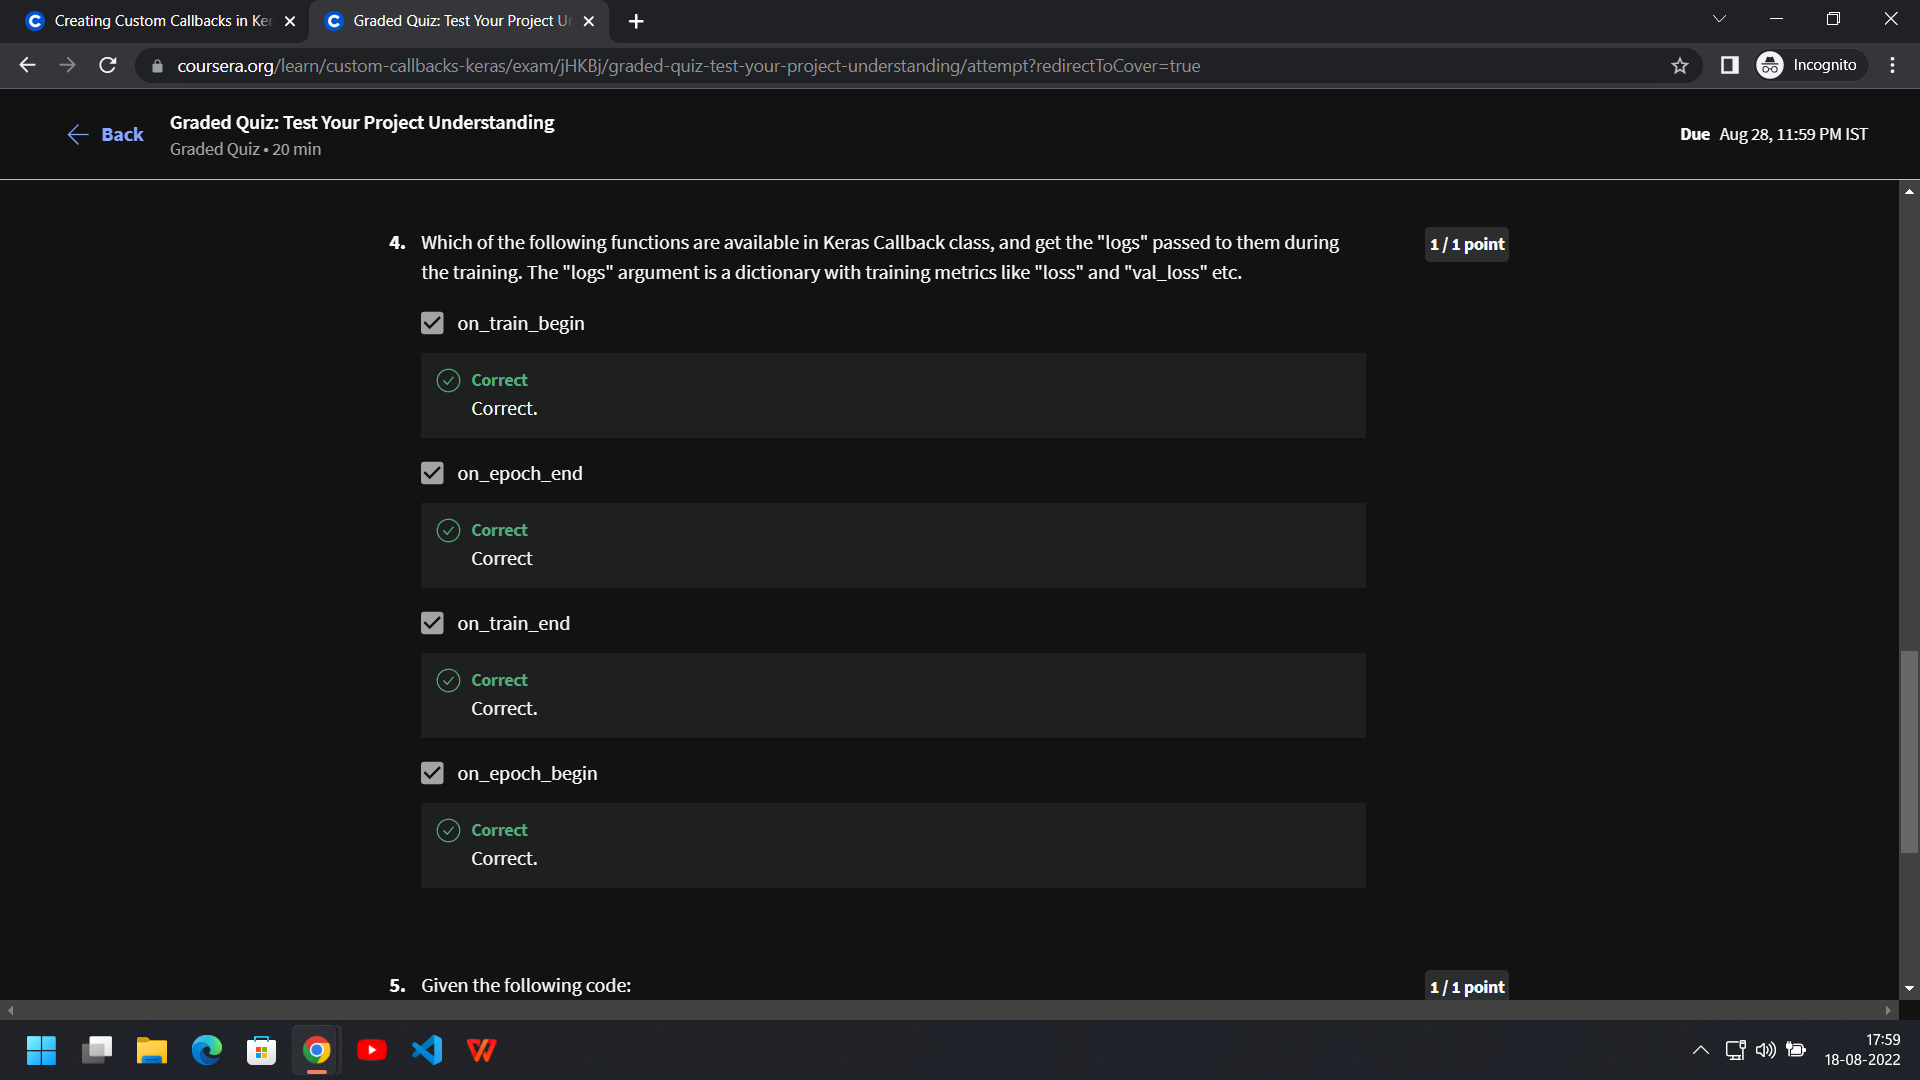 Creating Custom Callbacks in Ker
Graded Quiz: Test Your Project Un
coursera.org/learn/custom-callbacks-keras/exam/jHKBj/graded-quiz-test-your-project-understanding/attempt?redirectToCover=true
Incognito
Back
Graded Quiz: Test Your Project Understanding
Graded Quiz • 20 min
Due Aug 28, 11:59 PM IST
4. Which of the following functions are available in Keras Callback class, and get the "logs" passed to them during
the training. The "logs" argument is a dictionary with training metrics like "loss" and "val_loss" etc.
1 / 1 point
on_train_begin
Correct
Correct.
on_epoch_end
Correct
Correct
on_train_end
Correct
Correct.
on_epoch_begin
Correct
Correct.
5. Given the following code:
1 / 1 point
17:59
18-08-2022